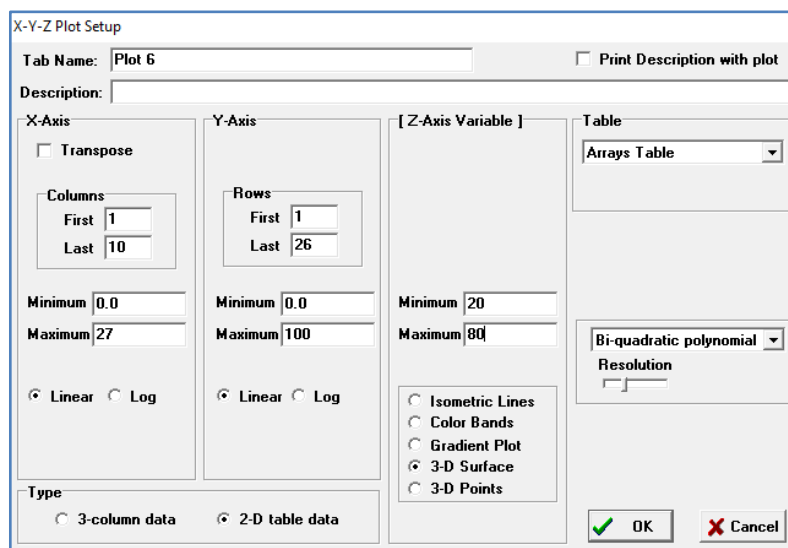 X-Y-Z Plot Setup
Tab Name: Plot 6 Print Description with plot
Description:
X-Axis
Transpose
Columns
First 1
Last 10
Minimum 0.0
Maximum 27
Linear Log
Y-Axis
Rows
First 1
Last 26
Minimum 0.0
Maximum 100
Linear Log
[ Z-Axis Variable ]
Minimum 20
Maximum 80
Isometric Lines
Color Bands
Gradient Plot
3-D Surface
3-D Points
Table
Arrays Table
Bi-quadratic polynomial
Resolution
Type
3-column data 2-D table data
OK Cancel